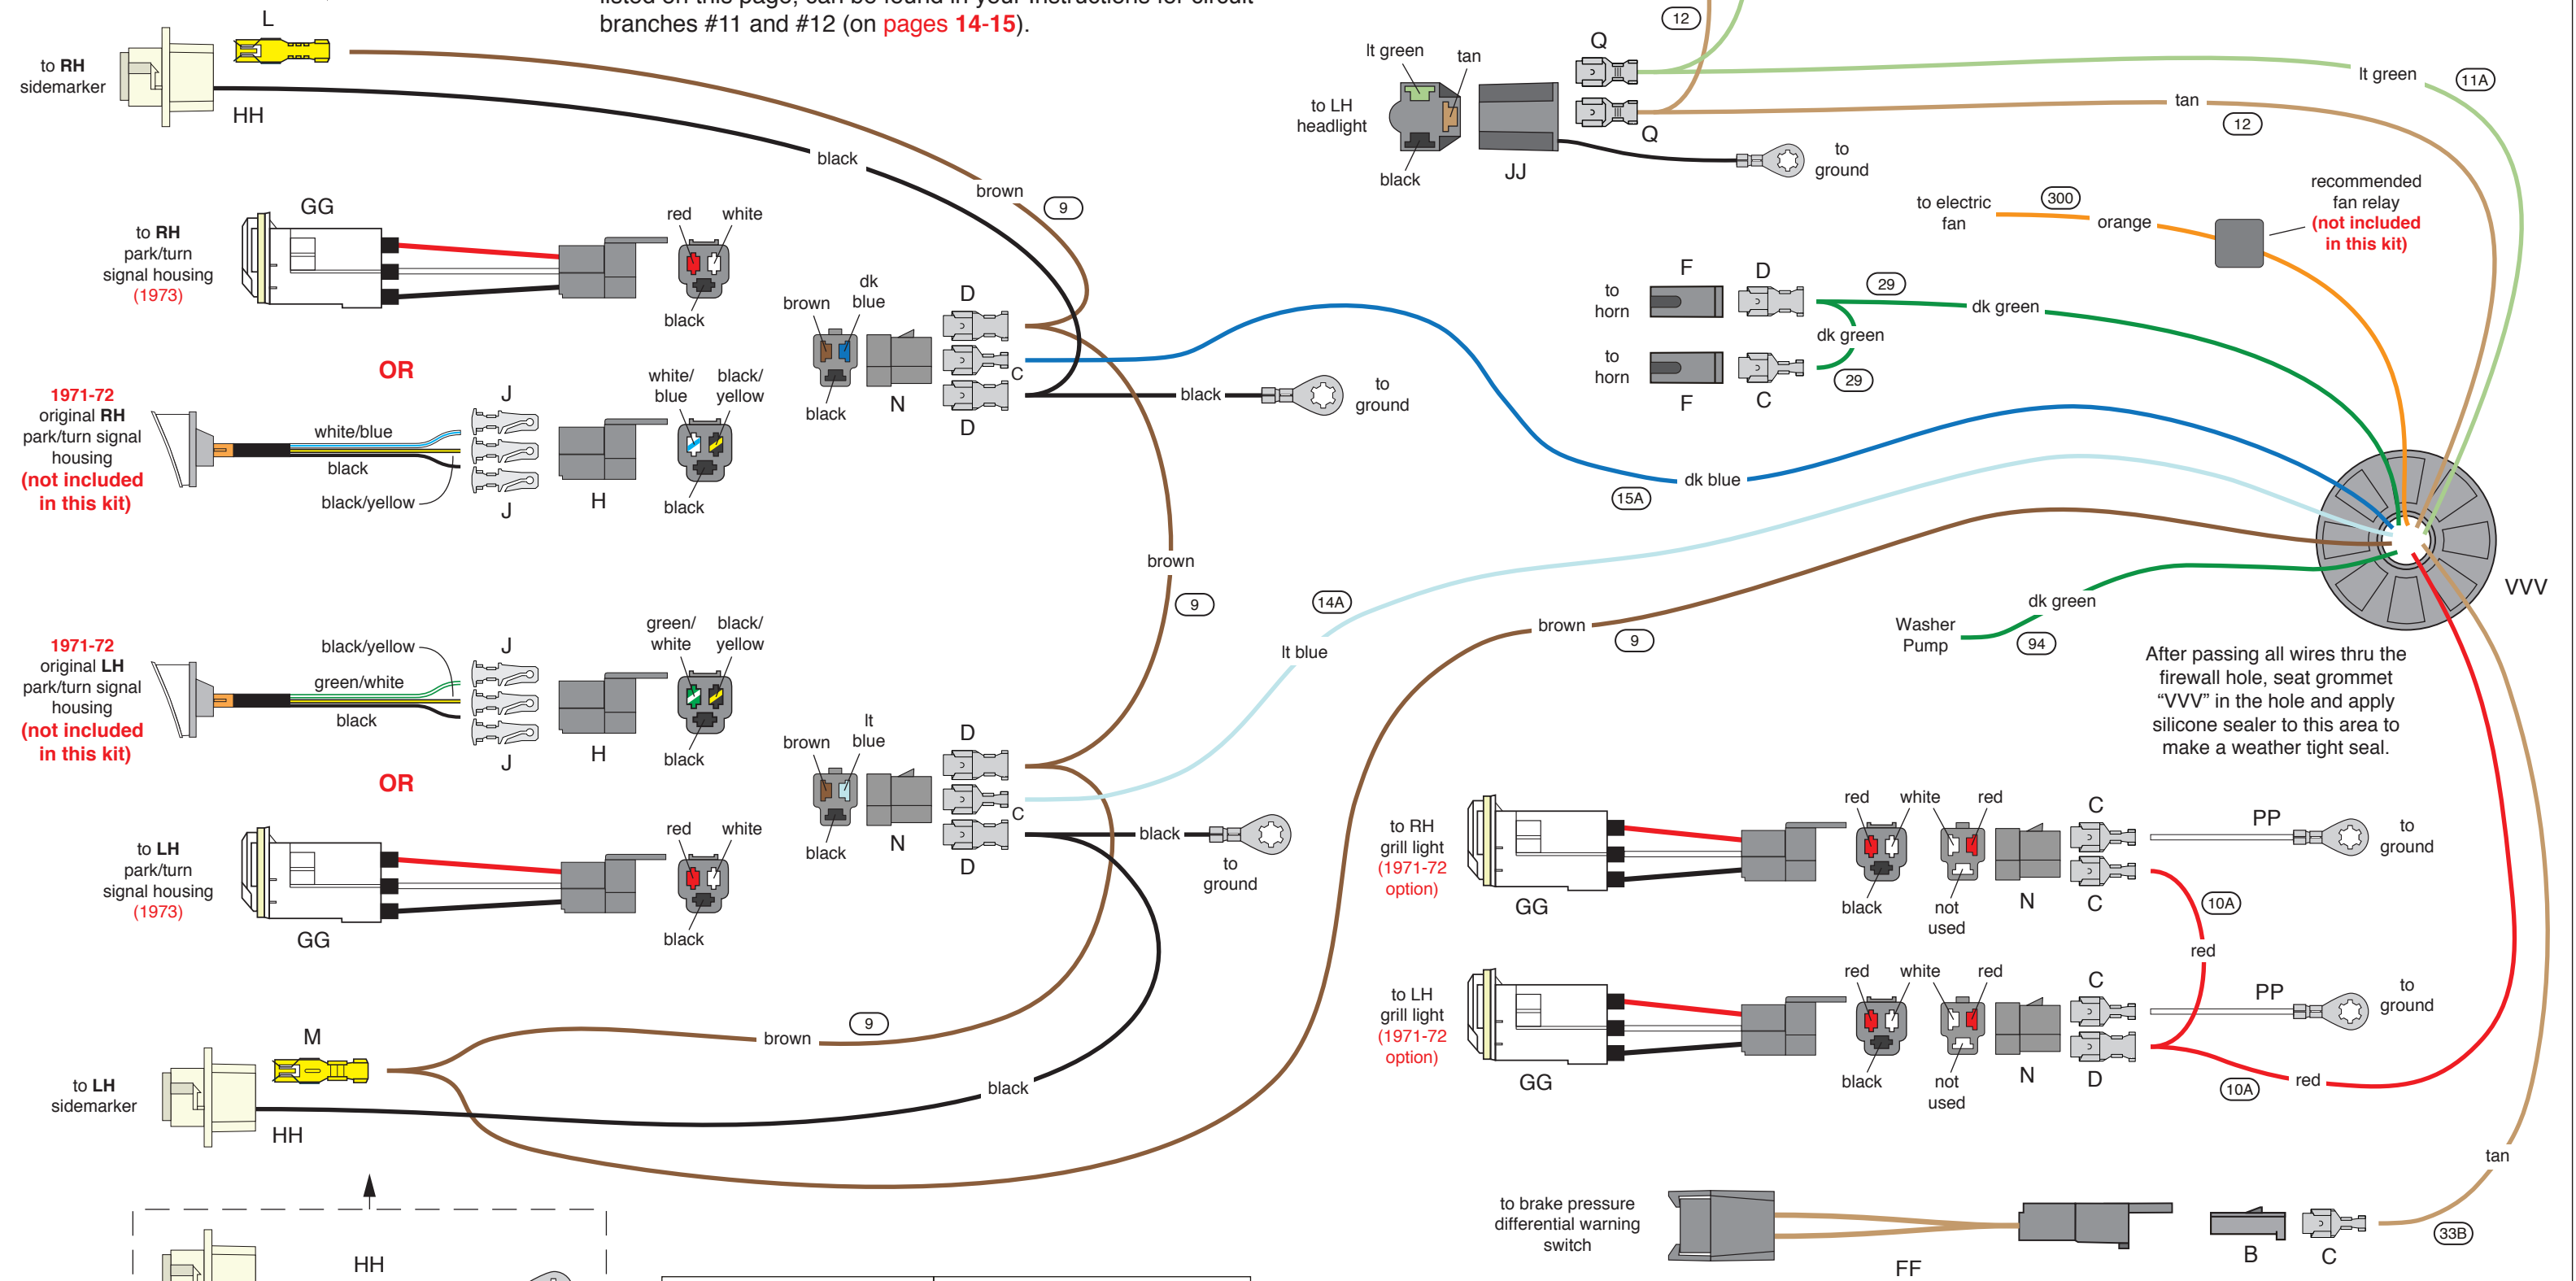 listed on this page, can be found in your instructions for circuit
branches #11 and #12 (on pages 14-15).
L
to RH
sidemarker
HH
black
brown
9
GG
to RH
park/turn
signal housing
(1973)
red
white
black
OR
1971-72
original RH
park/turn signal
housing
(not included
in this kit)
white/blue
black
black/yellow
J
J
H
white/
blue
black/
yellow
black
brown
dk
blue
black
N
D
C
D
black
to
ground
brown
9
1971-72
original LH
park/turn signal
housing
(not included
in this kit)
black/yellow
green/white
black
J
J
H
green/
white
black/
yellow
black
OR
to LH
park/turn
signal housing
(1973)
GG
red
white
black
brown
lt
blue
black
N
D
C
D
black
to
ground
M
to LH
sidemarker
HH
brown
9
black
HH
12
lt green
tan
to LH
headlight
black
JJ
Q
Q
to
ground
lt green
11A
tan
12
to electric
fan
300
orange
recommended
fan relay
(not included
in this kit)
to
horn
F
D
29
dk green
dk green
to
horn
F
C
29
dk blue
15A
14A
lt blue
brown
9
Washer
Pump
dk green
94
VVV
After passing all wires thru the
firewall hole, seat grommet
“VVV” in the hole and apply
silicone sealer to this area to
make a weather tight seal.
to RH
grill light
(1971-72
option)
GG
red
white
red
black
not
used
N
C
C
PP
to
ground
10A
red
to LH
grill light
(1971-72
option)
GG
red
white
red
black
not
used
N
C
D
PP
to
ground
10A
red
tan
to brake pressure
differential warning
switch
FF
B
C
33B